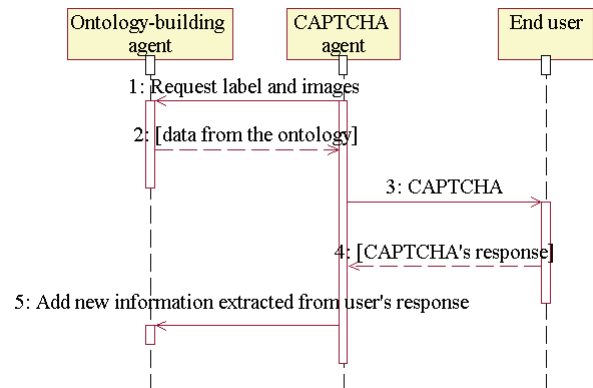 Ontology-building
agent
CAPTCHA
agent
End user
1: Request label and images
2: [data from the ontology]
3: CAPTCHA
4: [CAPTCHA's response]
5: Add new information extracted from user's response